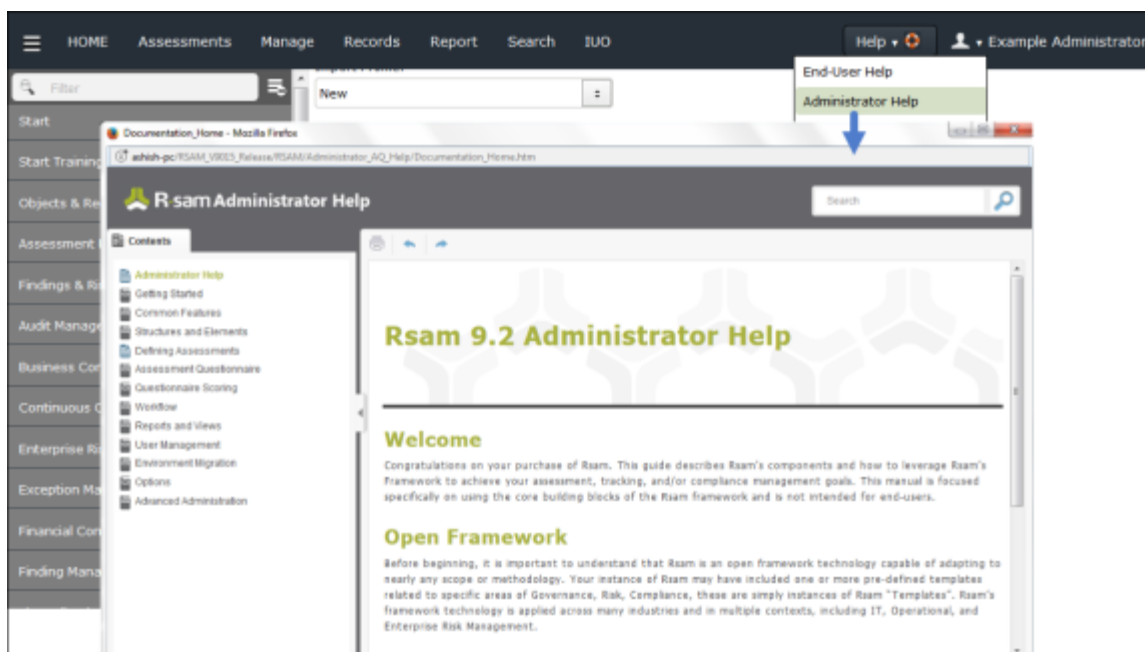 HOME Assessments Manage Records Report Search IUO Help Example Administrator
Filter
New
End-User Help
Administrator Help
Start
Start Training
Objects & Re
Assessment
Findings & Ri
Audit Manage
Business Con
Continuous C
Enterprise Ris
Exception Ma
Financial Con
Finding Mana
Documentation_Home - Mozilla Firefox
ashish-pc/RSAM_V9015_Release/RSAM/Administrator_AQ_Help/Documentation_Home.htm
Rsam Administrator Help
Search
Contents
Administrator Help
Getting Started
Common Features
Structures and Elements
Defining Assessments
Assessment Questionnaire
Questionnaire Scoring
Workflow
Reports and Views
User Management
Environment Migration
Options
Advanced Administration
Rsam 9.2 Administrator Help
Welcome
Congratulations on your purchase of Rsam. This guide describes Rsam's components and how to leverage Rsam's
Framework to achieve your assessment, tracking, and/or compliance management goals. This manual is focused
specifically on using the core building blocks of the Rsam framework and is not intended for end-users.
Open Framework
Before beginning, it is important to understand that Rsam is an open framework technology capable of adapting to
nearly any scope or methodology. Your instance of Rsam may have included one or more pre-defined templates
related to specific areas of Governance, Risk, Compliance, these are simply instances of Rsam "Templates". Rsam's
framework technology is applied across many industries and in multiple contexts, including IT, Operational, and
Enterprise Risk Management.